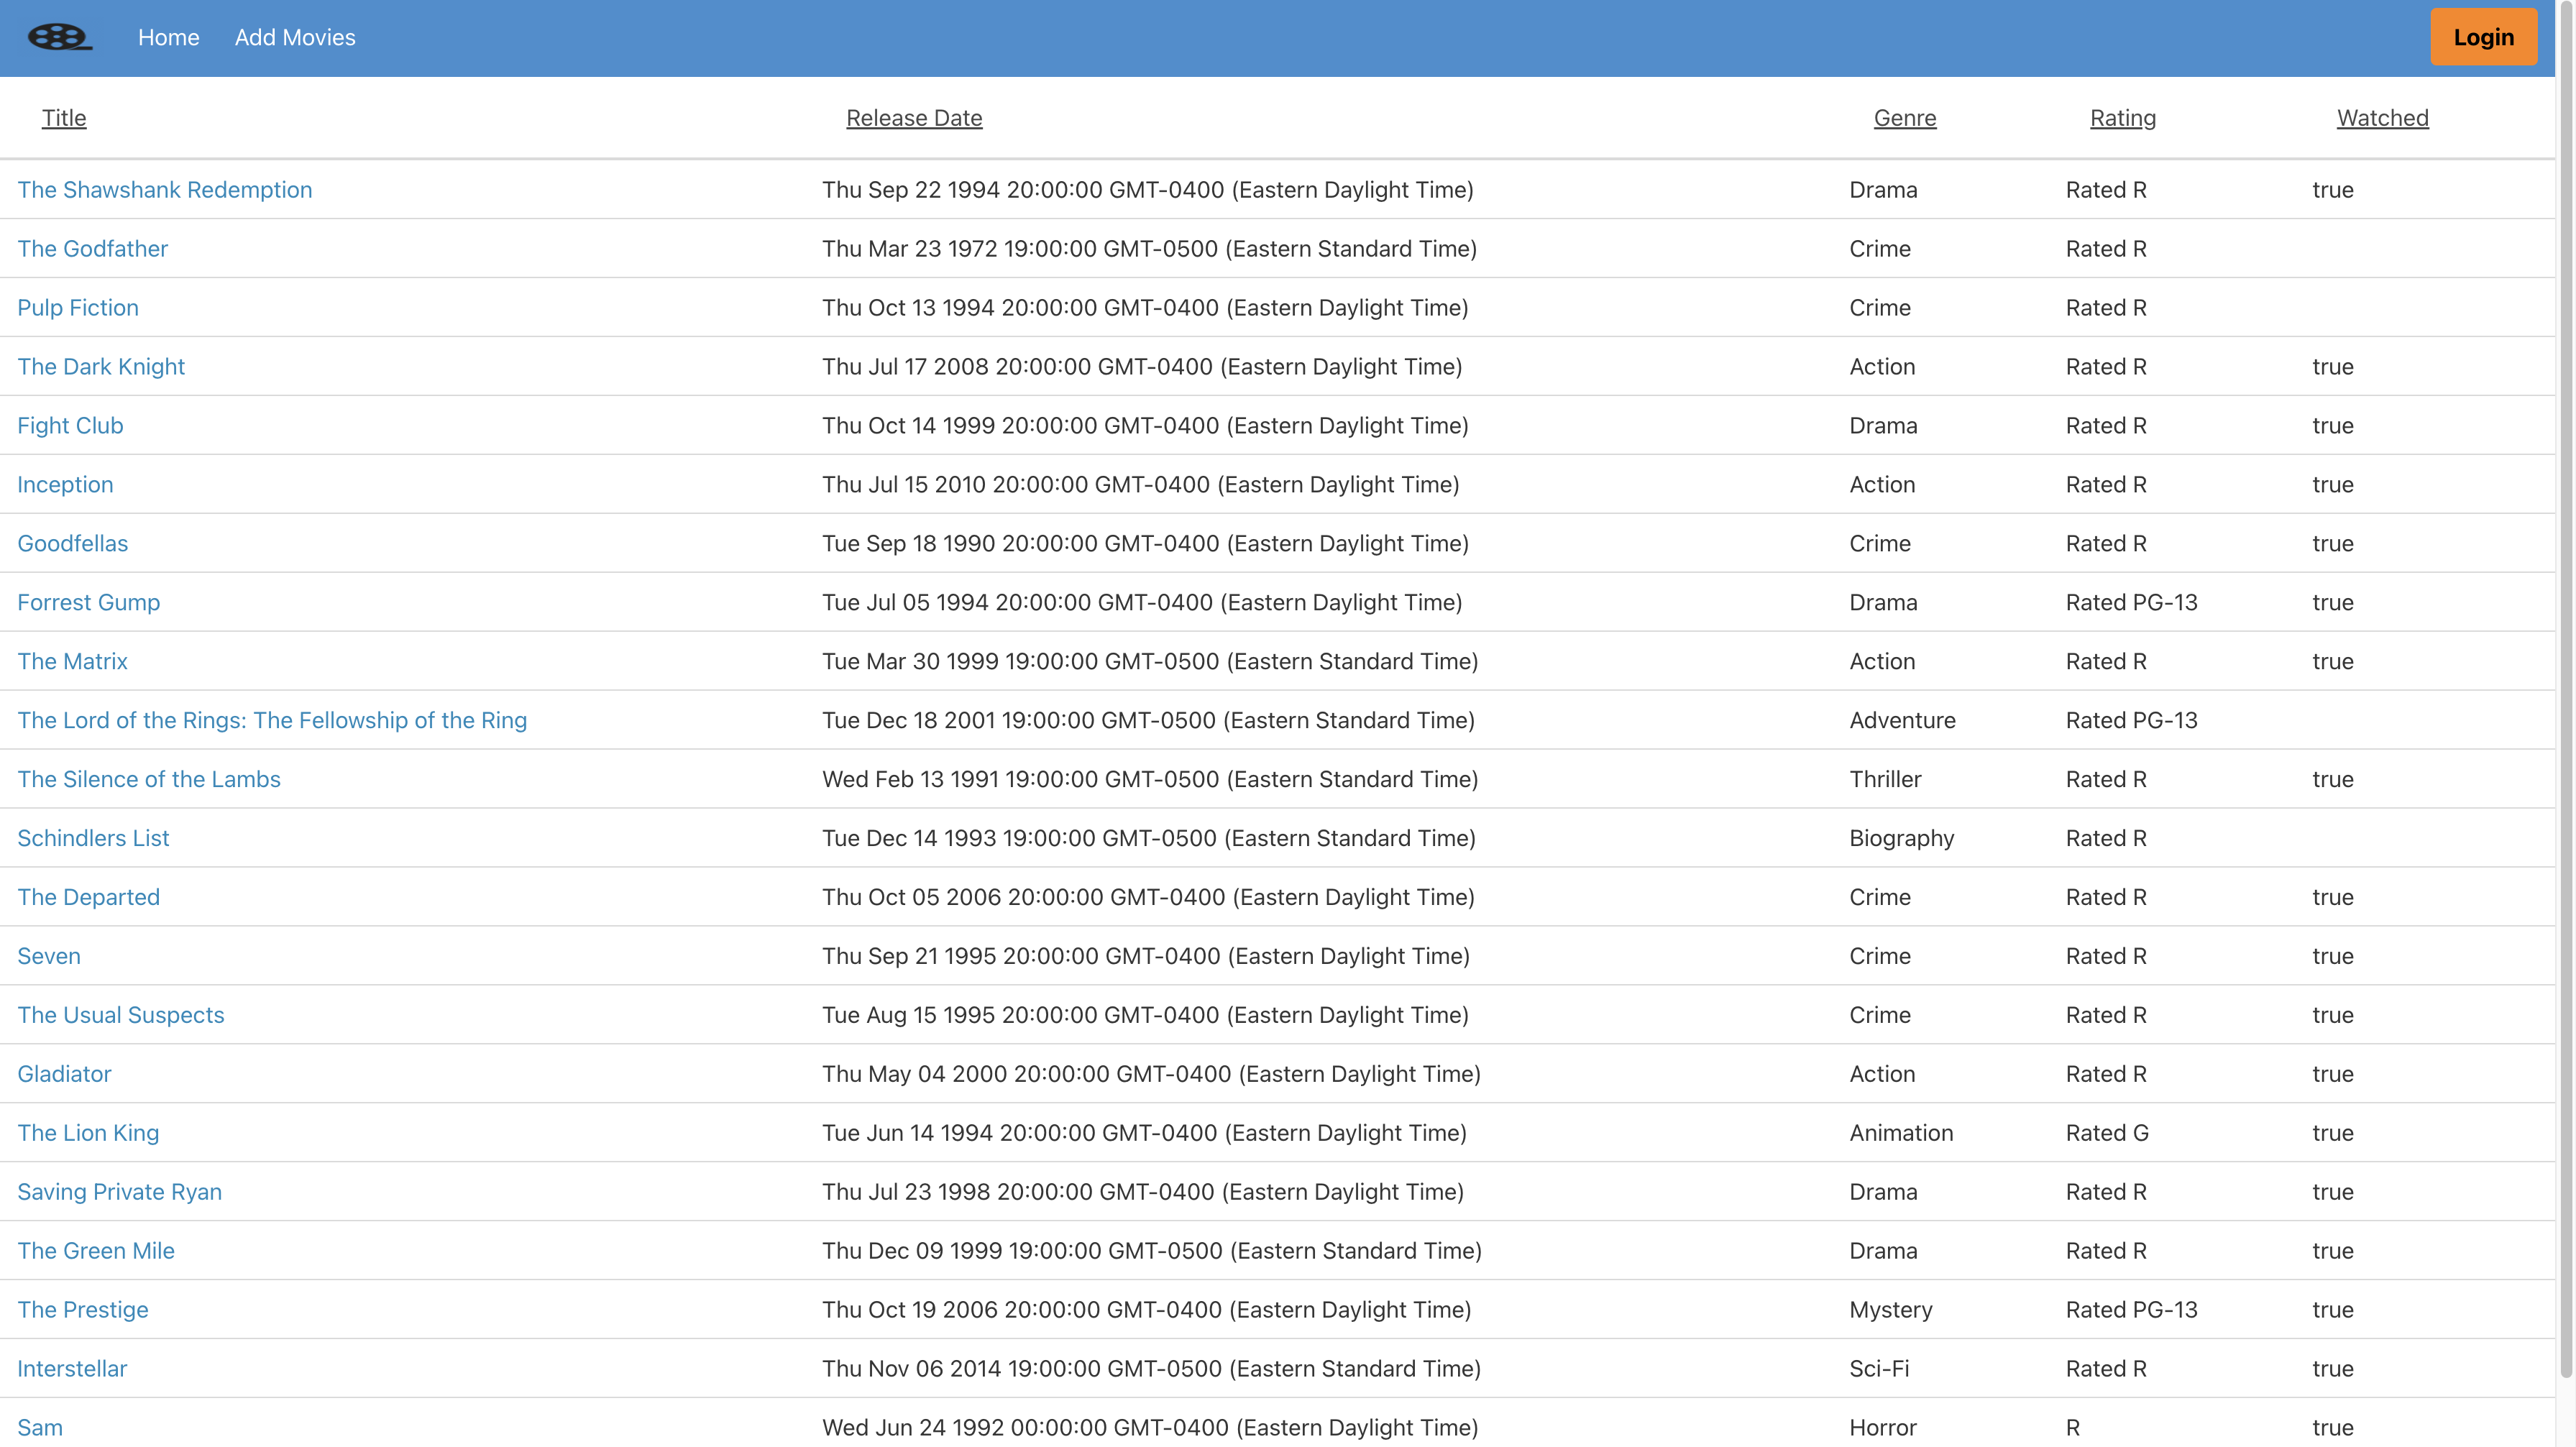 Home Add Movies Login
Title Release Date Genre Rating Watched
The Shawshank Redemption Thu Sep 22 1994 20:00:00 GMT-0400 (Eastern Daylight Time) Drama Rated R true
The Godfather Thu Mar 23 1972 19:00:00 GMT-0500 (Eastern Standard Time) Crime Rated R
Pulp Fiction Thu Oct 13 1994 20:00:00 GMT-0400 (Eastern Daylight Time) Crime Rated R
The Dark Knight Thu Jul 17 2008 20:00:00 GMT-0400 (Eastern Daylight Time) Action Rated R true
Fight Club Thu Oct 14 1999 20:00:00 GMT-0400 (Eastern Daylight Time) Drama Rated R true
Inception Thu Jul 15 2010 20:00:00 GMT-0400 (Eastern Daylight Time) Action Rated R true
Goodfellas Tue Sep 18 1990 20:00:00 GMT-0400 (Eastern Daylight Time) Crime Rated R true
Forrest Gump Tue Jul 05 1994 20:00:00 GMT-0400 (Eastern Daylight Time) Drama Rated PG-13 true
The Matrix Tue Mar 30 1999 19:00:00 GMT-0500 (Eastern Standard Time) Action Rated R true
The Lord of the Rings: The Fellowship of the Ring Tue Dec 18 2001 19:00:00 GMT-0500 (Eastern Standard Time) Adventure Rated PG-13
The Silence of the Lambs Wed Feb 13 1991 19:00:00 GMT-0500 (Eastern Standard Time) Thriller Rated R true
Schindlers List Tue Dec 14 1993 19:00:00 GMT-0500 (Eastern Standard Time) Biography Rated R
The Departed Thu Oct 05 2006 20:00:00 GMT-0400 (Eastern Daylight Time) Crime Rated R true
Seven Thu Sep 21 1995 20:00:00 GMT-0400 (Eastern Daylight Time) Crime Rated R true
The Usual Suspects Tue Aug 15 1995 20:00:00 GMT-0400 (Eastern Daylight Time) Crime Rated R true
Gladiator Thu May 04 2000 20:00:00 GMT-0400 (Eastern Daylight Time) Action Rated R true
The Lion King Tue Jun 14 1994 20:00:00 GMT-0400 (Eastern Daylight Time) Animation Rated G true
Saving Private Ryan Thu Jul 23 1998 20:00:00 GMT-0400 (Eastern Daylight Time) Drama Rated R true
The Green Mile Thu Dec 09 1999 19:00:00 GMT-0500 (Eastern Standard Time) Drama Rated R true
The Prestige Thu Oct 19 2006 20:00:00 GMT-0400 (Eastern Daylight Time) Mystery Rated PG-13 true
Interstellar Thu Nov 06 2014 19:00:00 GMT-0500 (Eastern Standard Time) Sci-Fi Rated R true
Sam Wed Jun 24 1992 00:00:00 GMT-0400 (Eastern Daylight Time) Horror R true